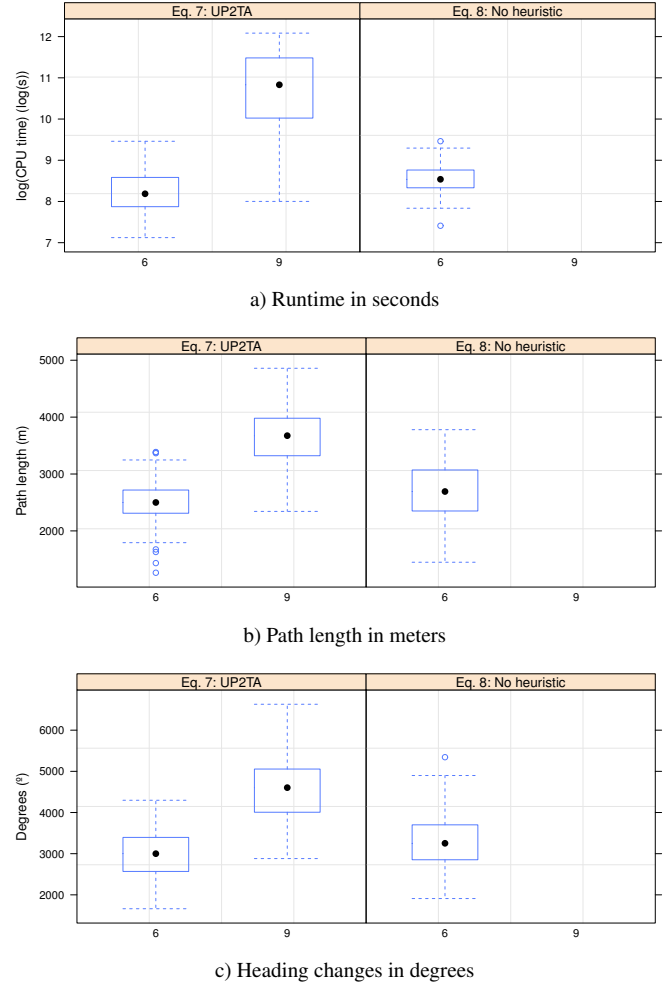 Eq. 7: UP2TA Eq. 8: No heuristic
log(CPU time) (log(s))
12
11
10
9
8
7
6 9 6 9
a) Runtime in seconds
Eq. 7: UP2TA Eq. 8: No heuristic
Path length (m)
5000
4000
3000
2000
6 9 6 9
b) Path length in meters
Eq. 7: UP2TA Eq. 8: No heuristic
Degrees (º)
6000
5000
4000
3000
2000
6 9 6 9
c) Heading changes in degrees